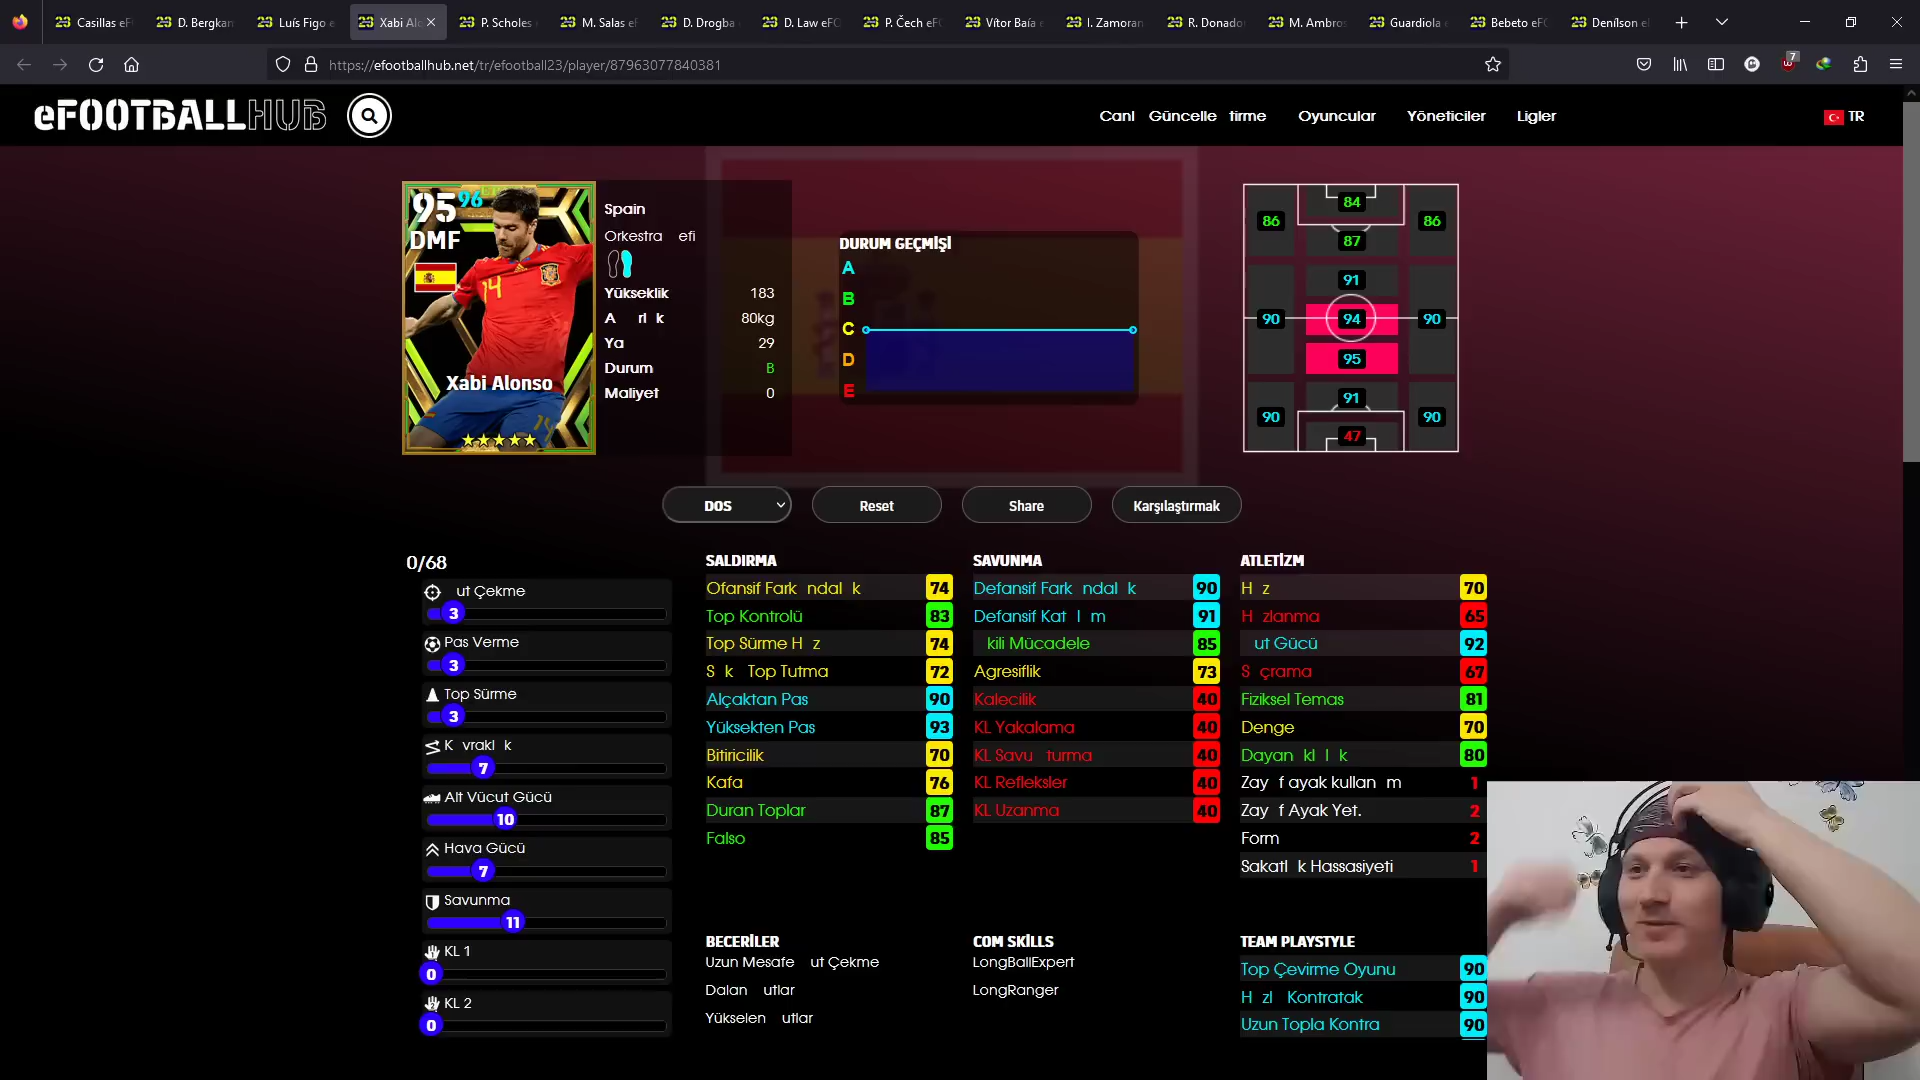 Casillas eF
D. Bergkam
Luís Figo e
Xabi Alo
P. Scholes
M. Salas eF
D. Drogba
D. Law eFO
P. Čech eFO
Vítor Baía e
I. Zamoran
R. Donado
M. Ambros
Guardiola e
Bebeto eFC
Denílson e
https://efootballhub.net/tr/efootball23/player/87963077840381
7
eFOOTBALLHUB
Canl Güncelle tirme
Oyuncular
Yöneticiler
Ligler
TR
95 96
DMF
14
Xabi Alonso
Spain
Orkestra efi
Yükseklik 183
A rl k 80kg
Ya 29
Durum B
Maliyet 0
DURUM GEÇMİŞİ
A
B
C
D
E
84
86 86
87
91
90 94 90
95
91
90 90
47
DOS
Reset
Share
Karşılaştırmak
0/68
ut Çekme
3
Pas Verme
3
Top Sürme
3
K vrakl k
7
Alt Vücut Gücü
10
Hava Gücü
7
Savunma
11
KL 1
0
KL 2
0
SALDIRMA
Ofansif Fark ndal k 74
Top Kontrolü 83
Top Sürme H z 74
S k Top Tutma 72
Alçaktan Pas 90
Yüksekten Pas 93
Bitiricilik 70
Kafa 76
Duran Toplar 87
Falso 85
SAVUNMA
Defansif Fark ndal k 90
Defansif Kat l m 91
kili Mücadele 85
Agresiflik 73
Kalecilik 40
KL Yakalama 40
KL Savu turma 40
KL Refleksler 40
KL Uzanma 40
ATLETİZM
H z 70
H zlanma 65
ut Gücü 92
S çrama 67
Fiziksel Temas 81
Denge 70
Dayan kl l k 80
Zay f ayak kullan m 1
Zay f Ayak Yet. 2
Form 2
Sakatl k Hassasiyeti 1
BECERİLER
Uzun Mesafe ut Çekme
Dalan utlar
Yükselen utlar
COM SKİLLS
LongBallExpert
LongRanger
TEAM PLAYSTYLE
Top Çevirme Oyunu 90
H zl Kontratak 90
Uzun Topla Kontra 90